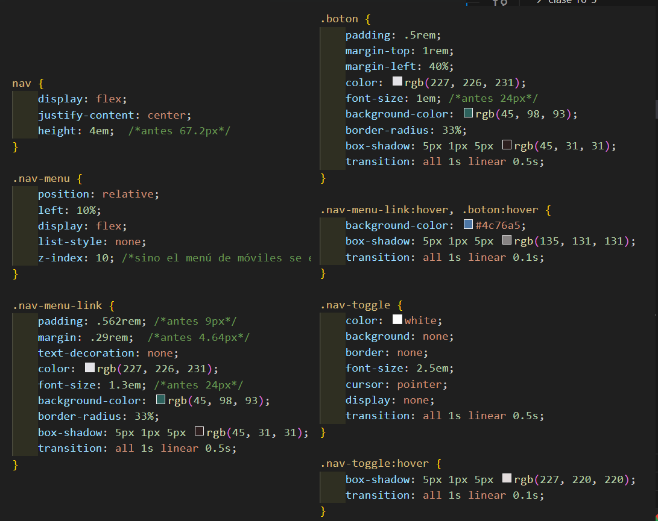 nav {
display: flex;
justify-content: center;
height: 4em;  /*antes 67.2px*/
}
.nav-menu {
position: relative;
left: 10%;
display: flex;
list-style: none;
z-index: 10; /*sino el menú de móviles se
}
.nav-menu-link {
padding: .562rem; /*antes 9px*/
margin: .29rem;  /*antes 4.64px*/
text-decoration: none;
color: rgb(227, 226, 231);
font-size: 1.3em; /*antes 24px*/
background-color: rgb(45, 98, 93);
border-radius: 33%;
box-shadow: 5px 1px 5px rgb(45, 31, 31);
transition: all 1s linear 0.5s;
}
.boton {
padding: .5rem;
margin-top: 1rem;
margin-left: 40%;
color: rgb(227, 226, 231);
font-size: 1em; /*antes 24px*/
background-color: rgb(45, 98, 93);
border-radius: 33%;
box-shadow: 5px 1px 5px rgb(45, 31, 31);
transition: all 1s linear 0.5s;
}
.nav-menu-link:hover, .boton:hover {
background-color: #4c76a5;
box-shadow: 5px 1px 5px rgb(135, 131, 131);
transition: all 1s linear 0.1s;
}
.nav-toggle {
color: white;
background: none;
border: none;
font-size: 2.5em;
cursor: pointer;
display: none;
transition: all 1s linear 0.5s;
}
.nav-toggle:hover {
box-shadow: 5px 1px 5px rgb(227, 220, 220);
transition: all 1s linear 0.1s;
}